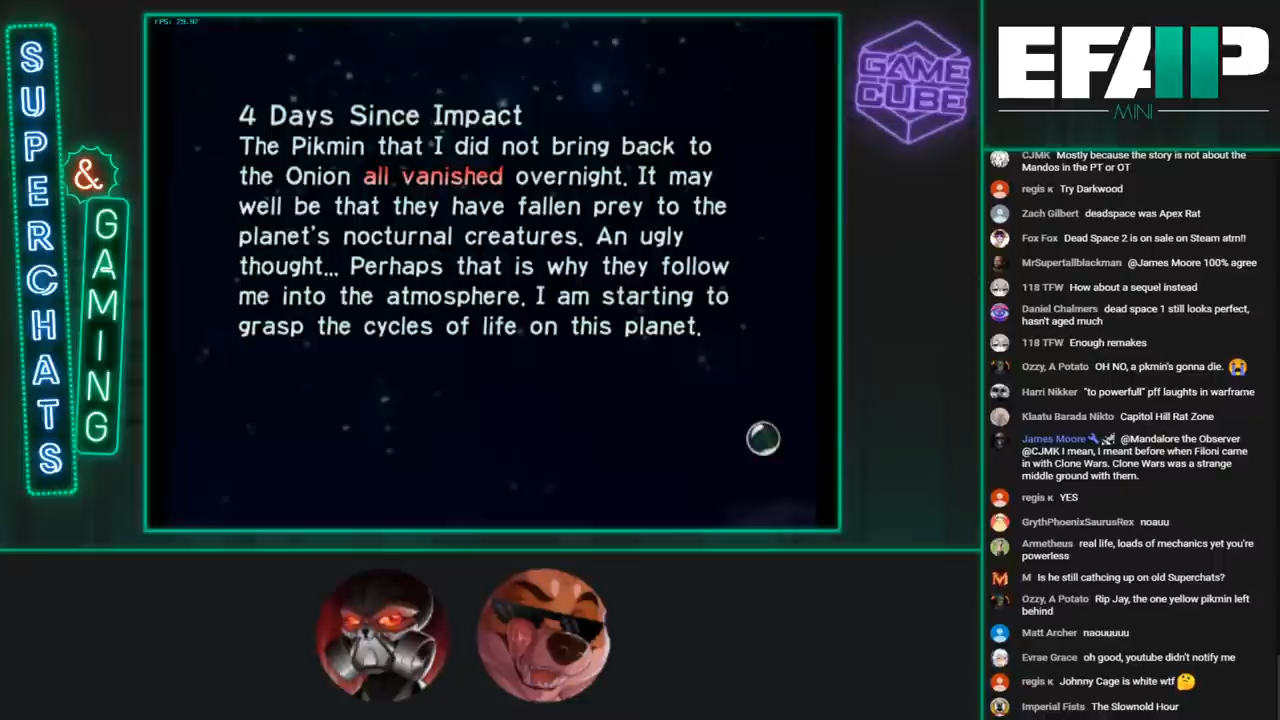 SUPERCHATS
&
GAMING
FPS: 29.97
4 Days Since Impact
The Pikmin that I did not bring back to
the Onion all vanished overnight. It may
well be that they have fallen prey to the
planet's nocturnal creatures. An ugly
thought... Perhaps that is why they follow
me into the atmosphere. I am starting to
grasp the cycles of life on this planet.
GAME
CUBE
EFAP
MINI
CJMK Mostly because the story is not about the
Mandos in the PT or OT
regis κ Try Darkwood
Zach Gilbert deadspace was Apex Rat
Fox Fox Dead Space 2 is on sale on Steam atm!!
MrSupertallblackman @James Moore 100% agree
118 TFW How about a sequel instead
Daniel Chalmers dead space 1 still looks perfect,
hasn't aged much
118 TFW Enough remakes
Ozzy, A Potato OH NO, a pkmin's gonna die. 😭
Harri Nikker "to powerfull" pff laughts in warframe
Klaatu Barada Nikto Capitol Hill Rat Zone
James Moore @Mandalore the Observer
@CJMK I mean, I meant before when Filoni came
in with Clone Wars. Clone Wars was a strange
middle ground with them.
regis κ YES
GrythPhoenixSaurusRex noauu
Armetheus real life, loads of mechanics yet you're
powerless
M Is he still cathcing up on old Superchats?
Ozzy, A Potato Rip Jay, the one yellow pikmin left
behind
Matt Archer naouuuuu
Evrae Grace oh good, youtube didn't notify me
regis κ Johnny Cage is white wtf 🤔
Imperial Fists The Slownold Hour